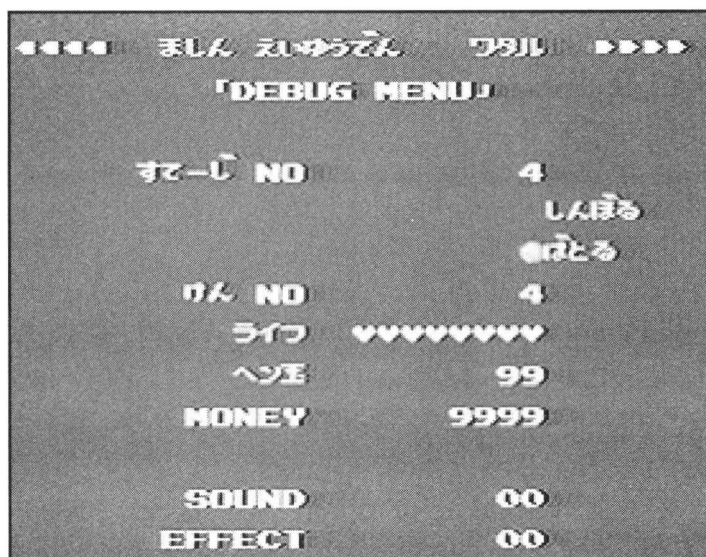 ◀◀◀◀ ましん えいゆうでん ワタル ▶▶▶▶
「DEBUG MENU」
すてーじ NO 4
しんぼる
●ばとる
けん NO 4
ライフ ♥♥♥♥♥♥♥♥
ヘン玉 99
MONEY 9999
SOUND 00
EFFECT 00